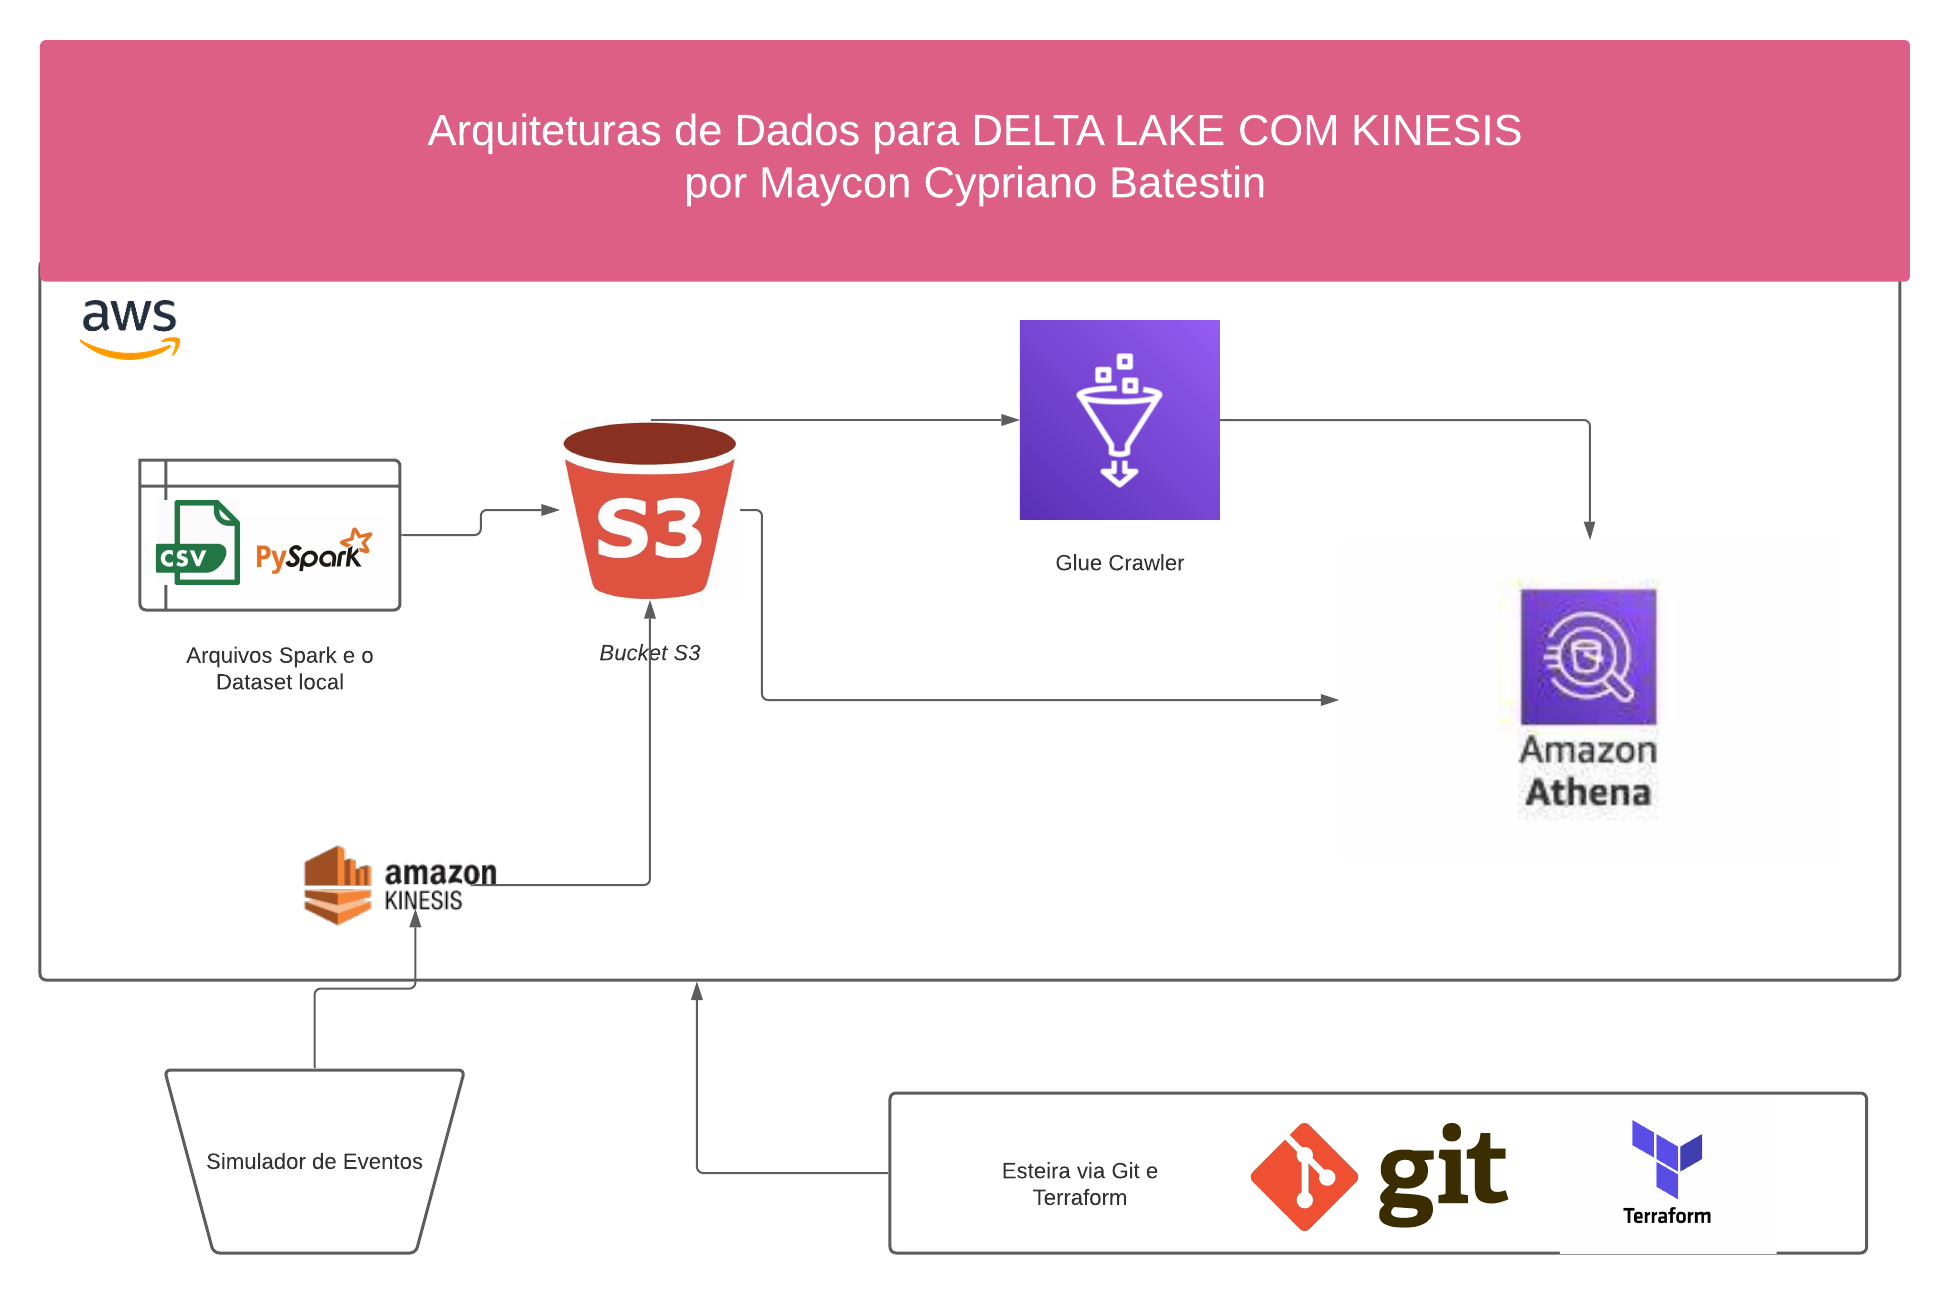 Arquiteturas de Dados para DELTA LAKE COM KINESIS
por Maycon Cypriano Batestin
aws
CSV
PySpark
Arquivos Spark e o
Dataset local
S3
Bucket S3
Glue Crawler
Amazon
Athena
amazon
KINESIS
Simulador de Eventos
Esteira via Git e
Terraform
git
Terraform